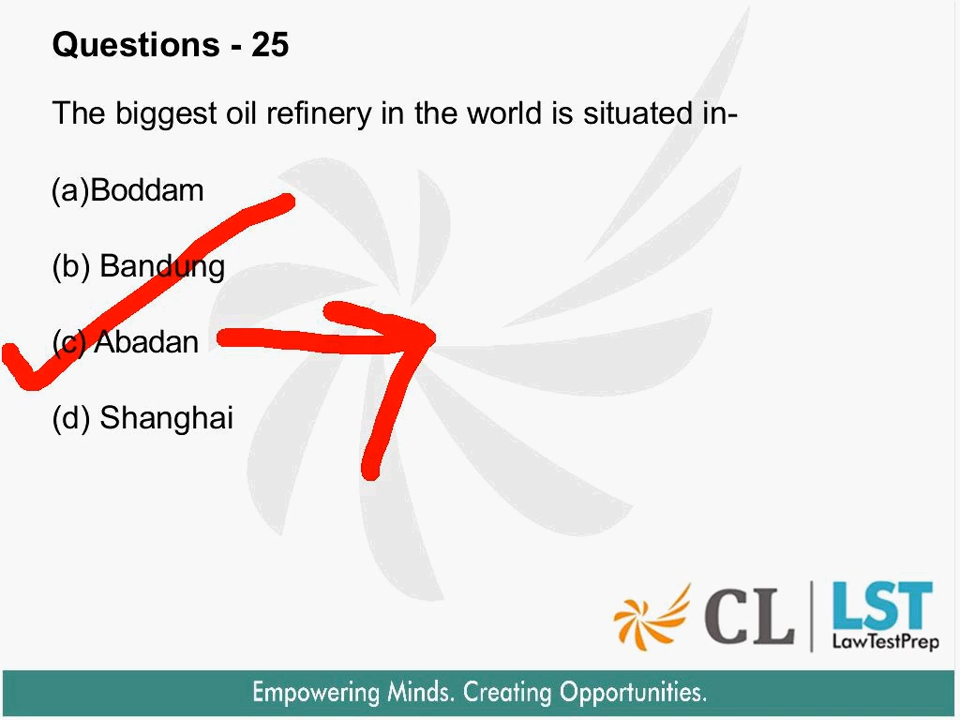 Questions - 25
The biggest oil refinery in the world is situated in-
(a)Boddam
(b) Bandung
(c) Abadan
(d) Shanghai
CL
LST
LawTestPrep
Empowering Minds. Creating Opportunities.